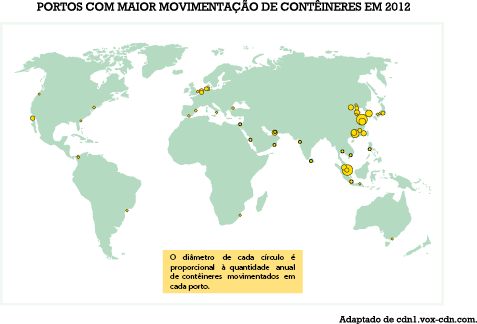 PORTOS COM MAIOR MOVIMENTAÇÃO DE CONTÊINERES EM 2012
O diâmetro de cada círculo é
proporcional à quantidade anual
de contêineres movimentados em
cada porto.
Adaptado de cdn1.vox-cdn.com.